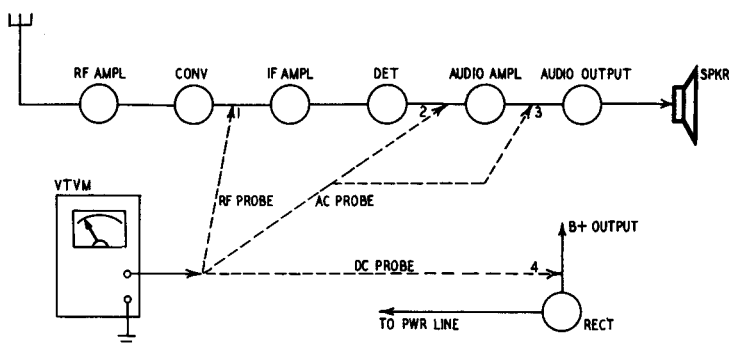 RF AMPL
CONV
IF AMPL
DET
AUDIO AMPL
AUDIO OUTPUT
SPKR
1
2
3
VTVM
RF PROBE
AC PROBE
B+ OUTPUT
DC PROBE
4
TO PWR LINE
RECT